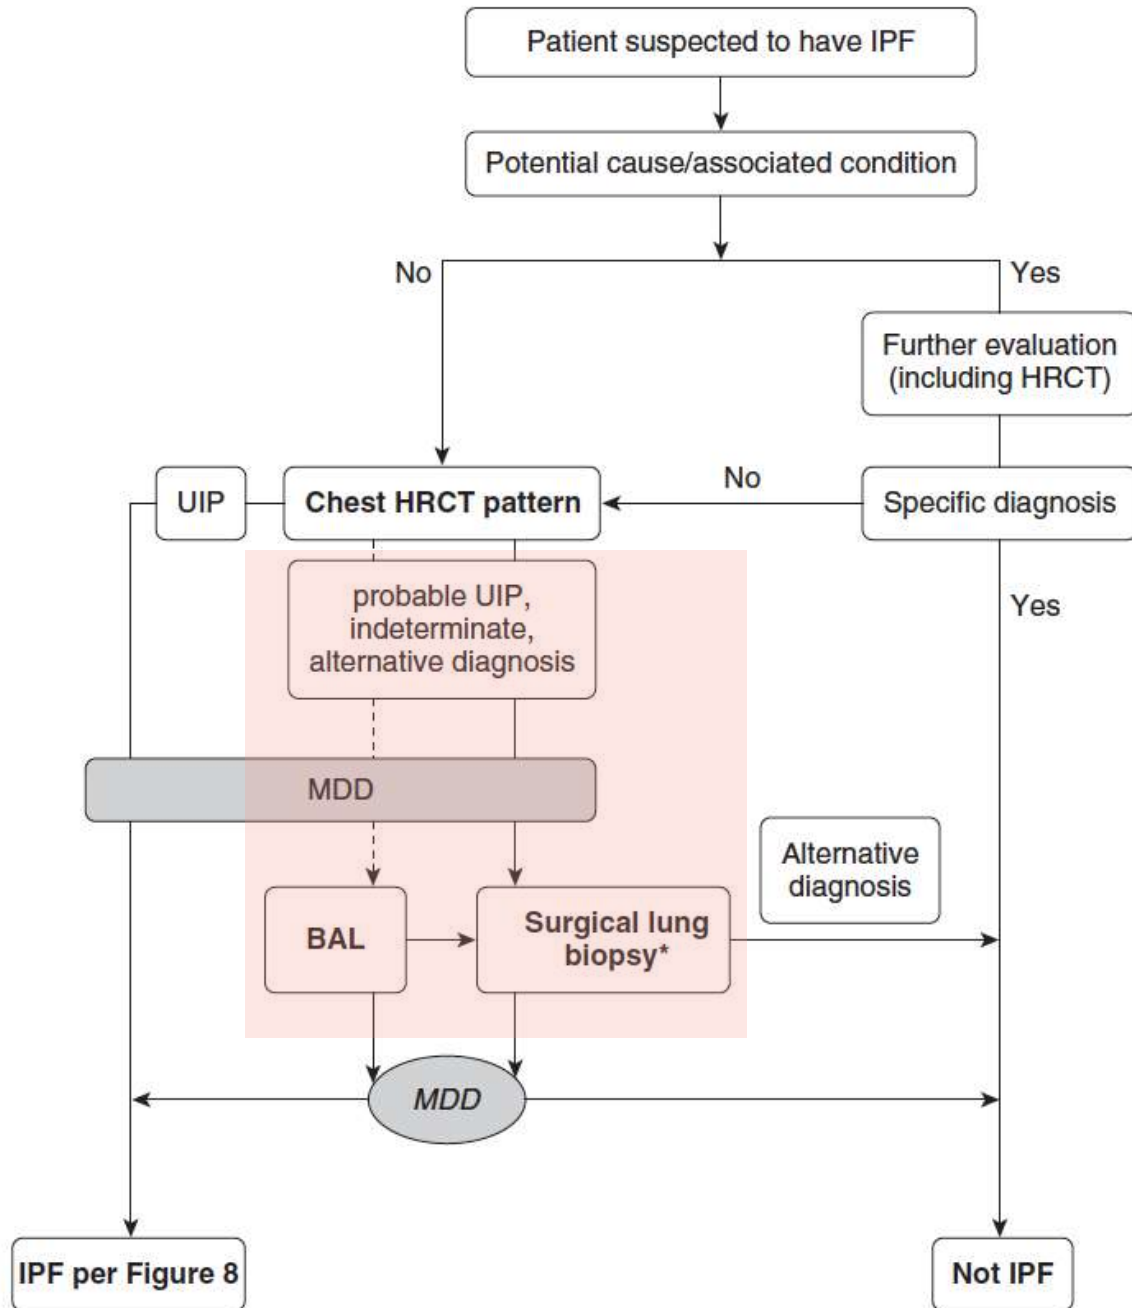 Patient suspected to have IPF
Potential cause/associated condition
No
Yes
Further evaluation
(including HRCT)
UIP
Chest HRCT pattern
No
Specific diagnosis
probable UIP,
indeterminate,
alternative diagnosis
Yes
MDD
Alternative
diagnosis
BAL
Surgical lung
biopsy*
MDD
IPF per Figure 8
Not IPF